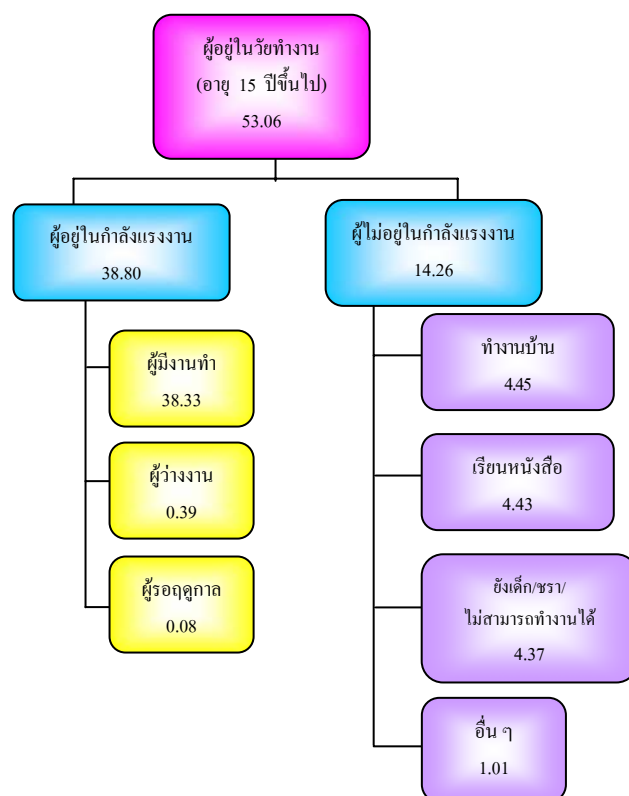 ผู้อยู่ในวัยทำงาน
(อายุ 15 ปีขึ้นไป)
53.06
ผู้อยู่ในกำลังแรงงาน
38.80
ผู้ไม่อยู่ในกำลังแรงงาน
14.26
ผู้มีงานทำ
38.33
ผู้ว่างงาน
0.39
ผู้รอฤดูกาล
0.08
ทำงานบ้าน
4.45
เรียนหนังสือ
4.43
ยังเด็ก/ชรา/
ไม่สามารถทำงานได้
4.37
อื่น ๆ
1.01